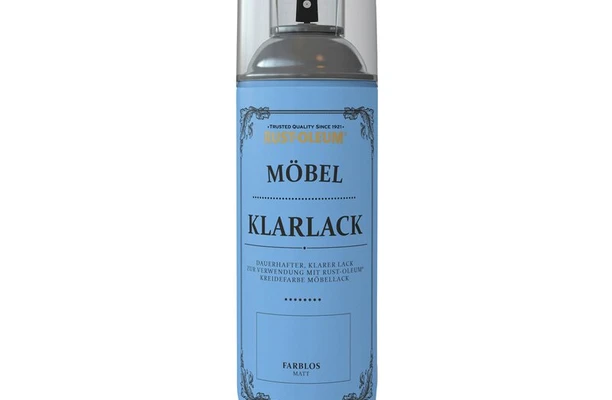 •TRUSTED QUALITY SINCE 1921•
RUST-OLEUM®
MÖBEL
KLARLACK
DAUERHAFTER, KLARER LACK
ZUR VERWENDUNG MIT RUST-OLEUM®
KREIDEFARBE MÖBELLACK
FARBLOS
MATT